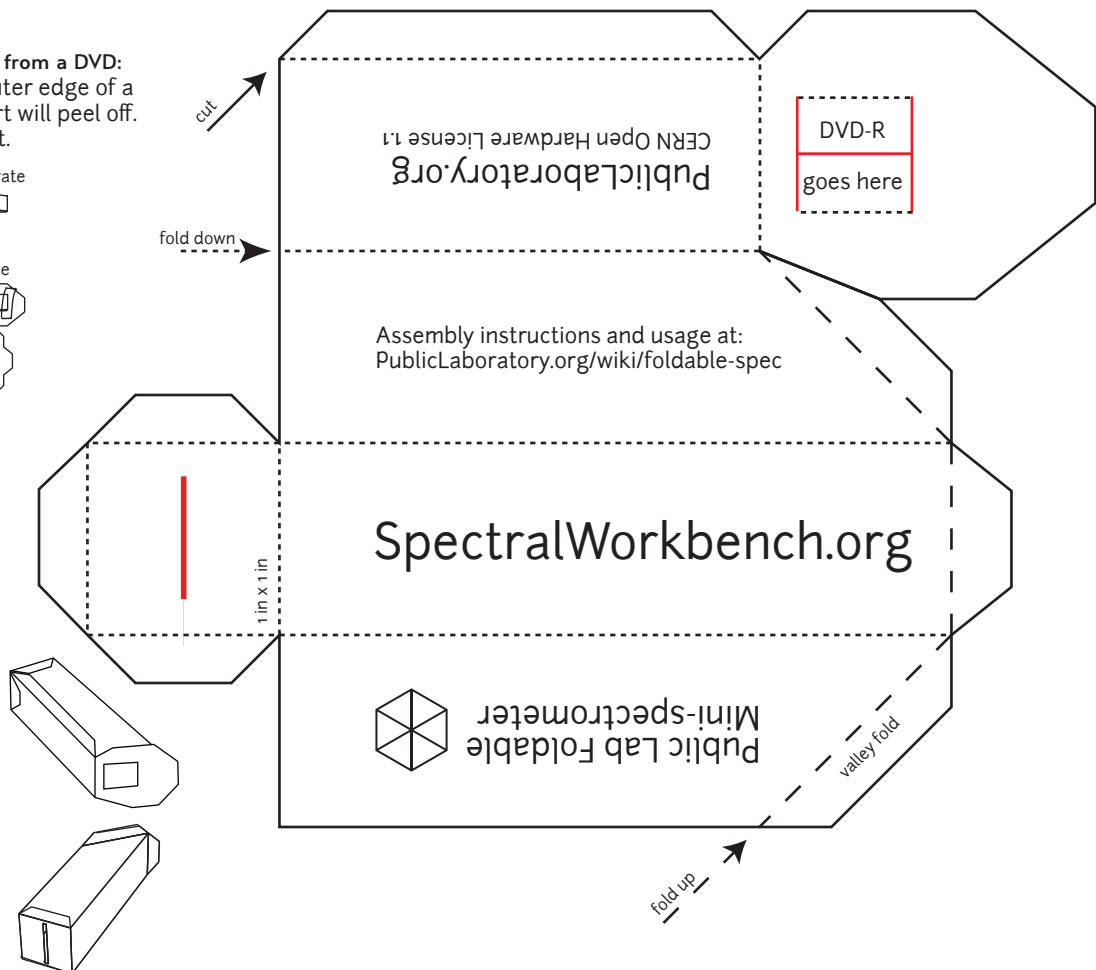 from a DVD:
uter edge of a
rt will peel off.
t.
rate
e
cut
fold down
CERN Open Hardware License 1.1
PublicLaboratory.org
DVD-R
goes here
Assembly instructions and usage at:
PublicLaboratory.org/wiki/foldable-spec
SpectralWorkbench.org
1 in x 1 in
Public Lab Foldable
Mini-spectrometer
valley fold
fold up